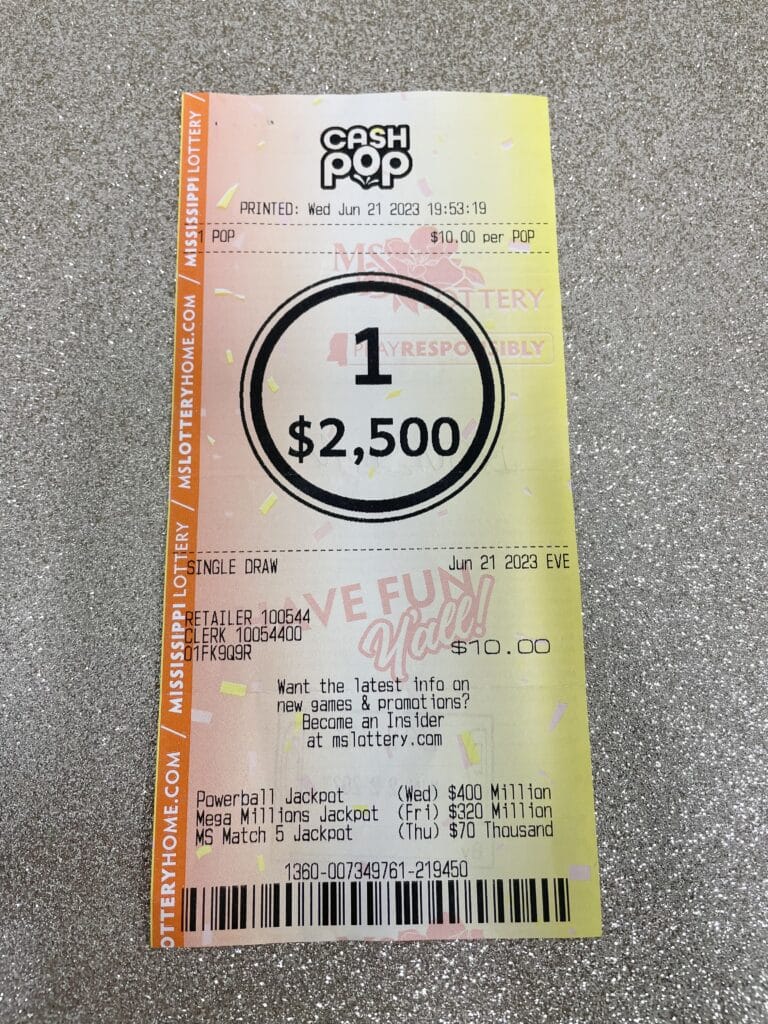 CASH
POP
PRINTED: Wed Jun 21 2023 19:53:19
1 POP $10.00 per POP
MS
LOTTERY
PLAY RESPONSIBLY
1
$2,500
SINGLE DRAW Jun 21 2023 EVE
HAVE FUN
Y'all!
RETAILER 100544
CLERK 10054400
01FK9Q9R $10.00
Want the latest info on
new games & promotions?
Become an Insider
at mslottery.com
Powerball Jackpot (Wed) $400 Million
Mega Millions Jackpot (Fri) $320 Million
MS Match 5 Jackpot (Thu) $70 Thousand
1360-007349761-219450
OTTERYHOME.COM / MISSISSIPPI LOTTERY / MSLOTTERYHOME.COM / MISSISSIPPI LOTTERY /